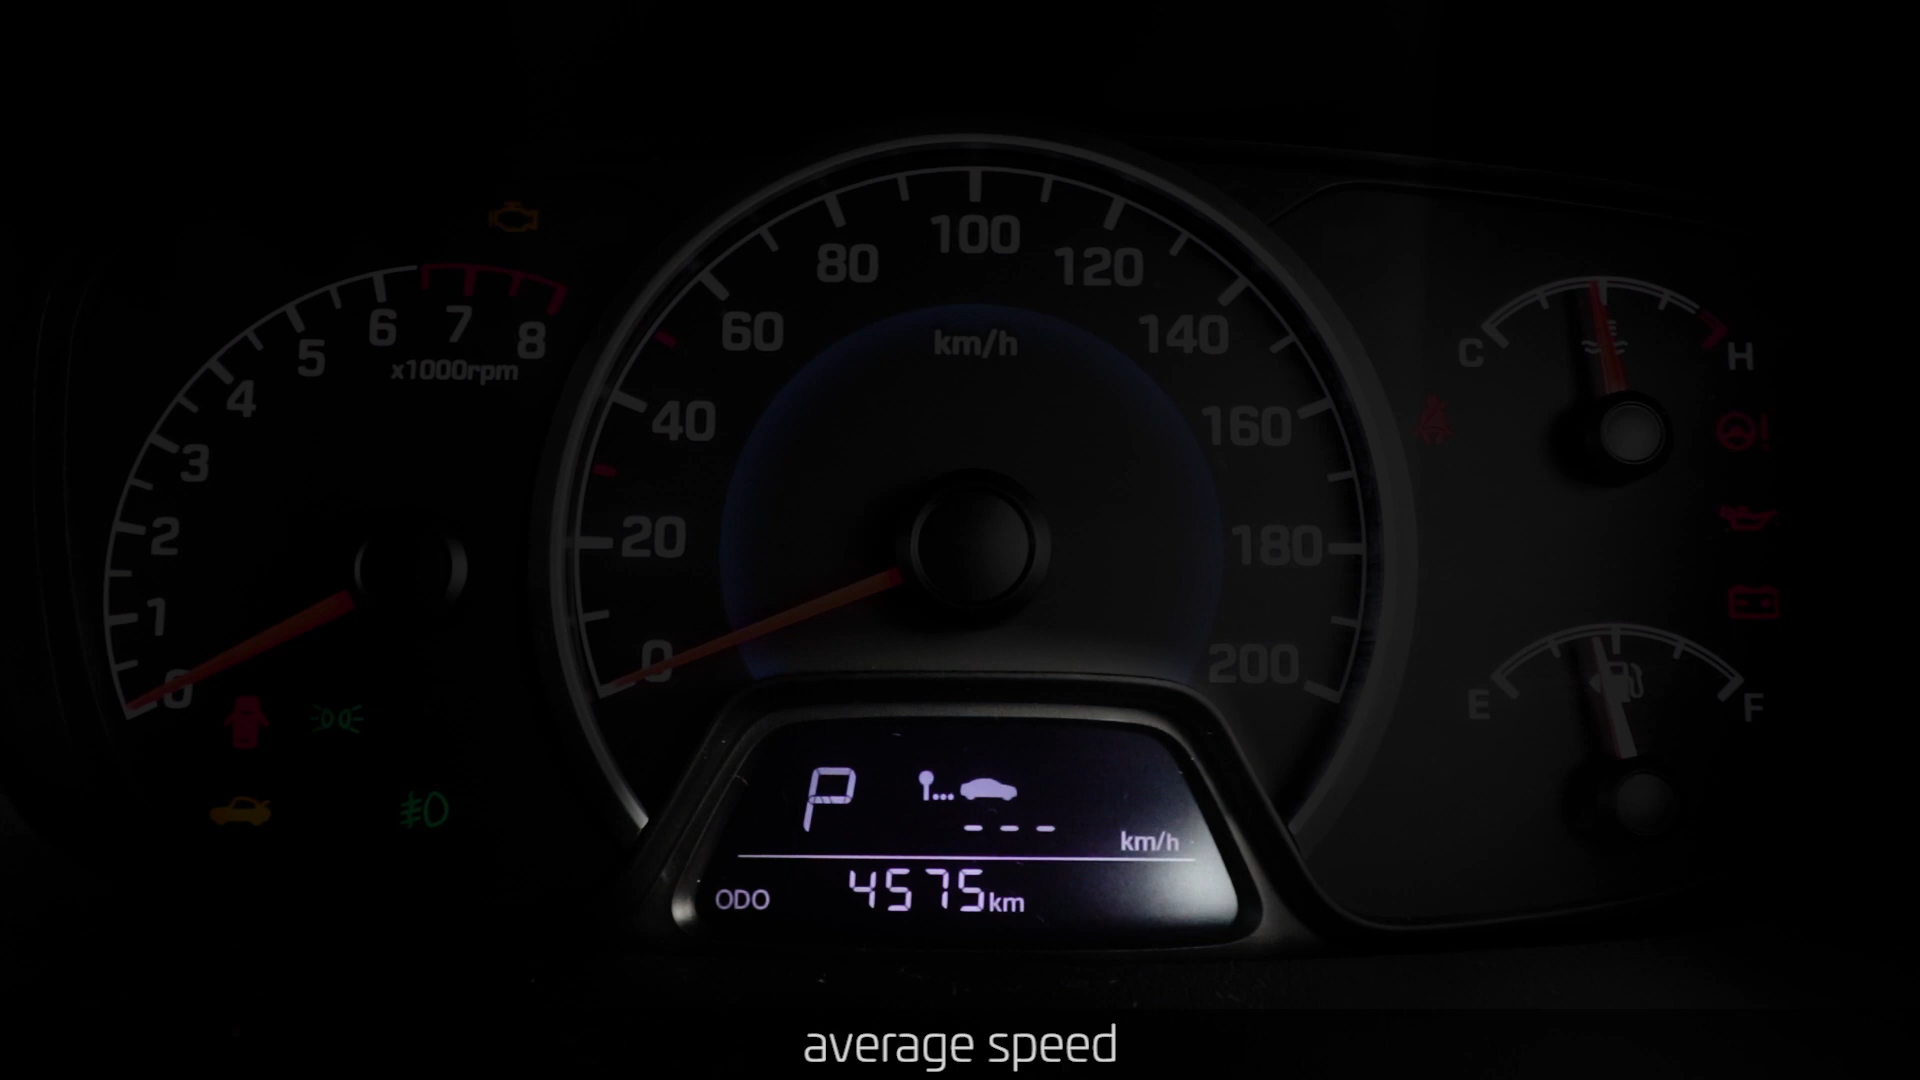 0 1 2 3 4 5 6 7 8
x1000rpm
0 20 40 60 80 100 120 140 160 180 200
km/h
C H
E F
P
--- km/h
ODO 4575km
average speed